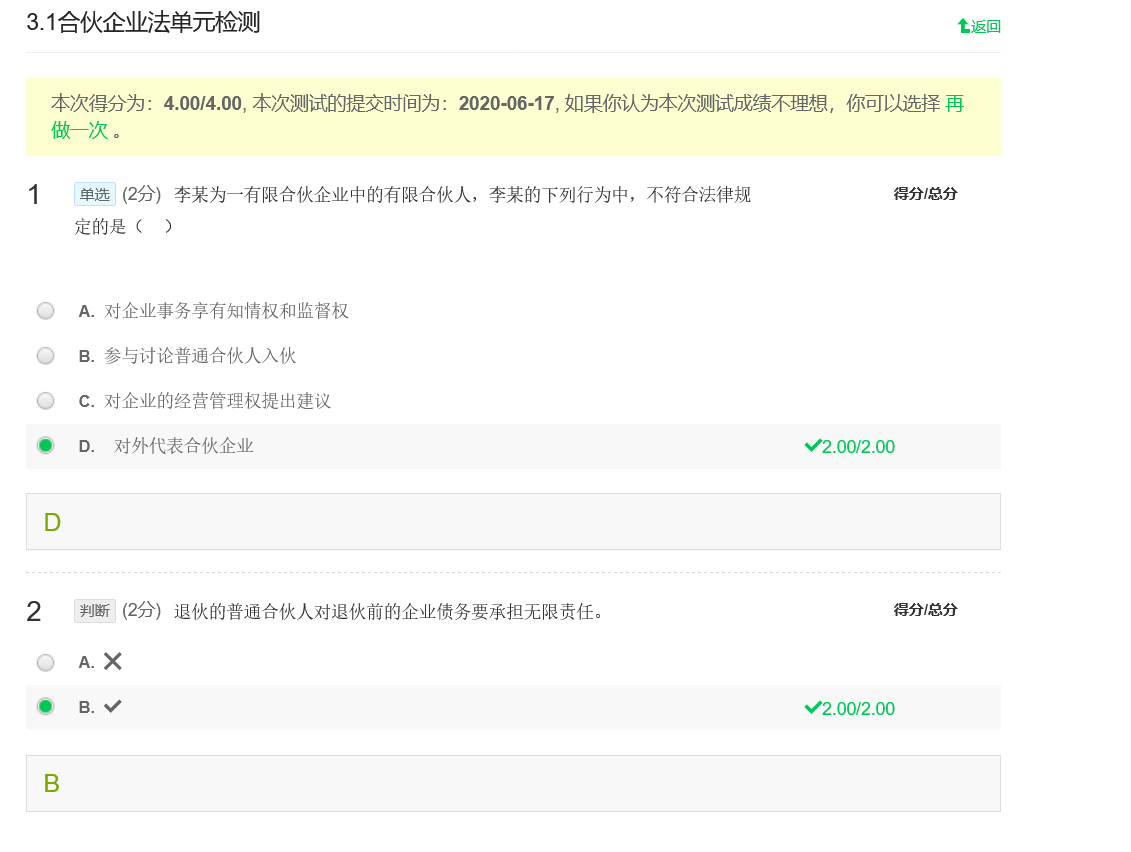 3.1合伙企业法单元检测
返回
本次得分为：4.00/4.00, 本次测试的提交时间为：2020-06-17, 如果你认为本次测试成绩不理想，你可以选择 再
做一次 。
1 单选 (2分) 李某为一有限合伙企业中的有限合伙人，李某的下列行为中，不符合法律规 得分/总分
定的是（ ）
A. 对企业事务享有知情权和监督权
B. 参与讨论普通合伙人入伙
C. 对企业的经营管理权提出建议
D. 对外代表合伙企业 2.00/2.00
D
2 判断 (2分) 退伙的普通合伙人对退伙前的企业债务要承担无限责任。 得分/总分
A.
B. 2.00/2.00
B